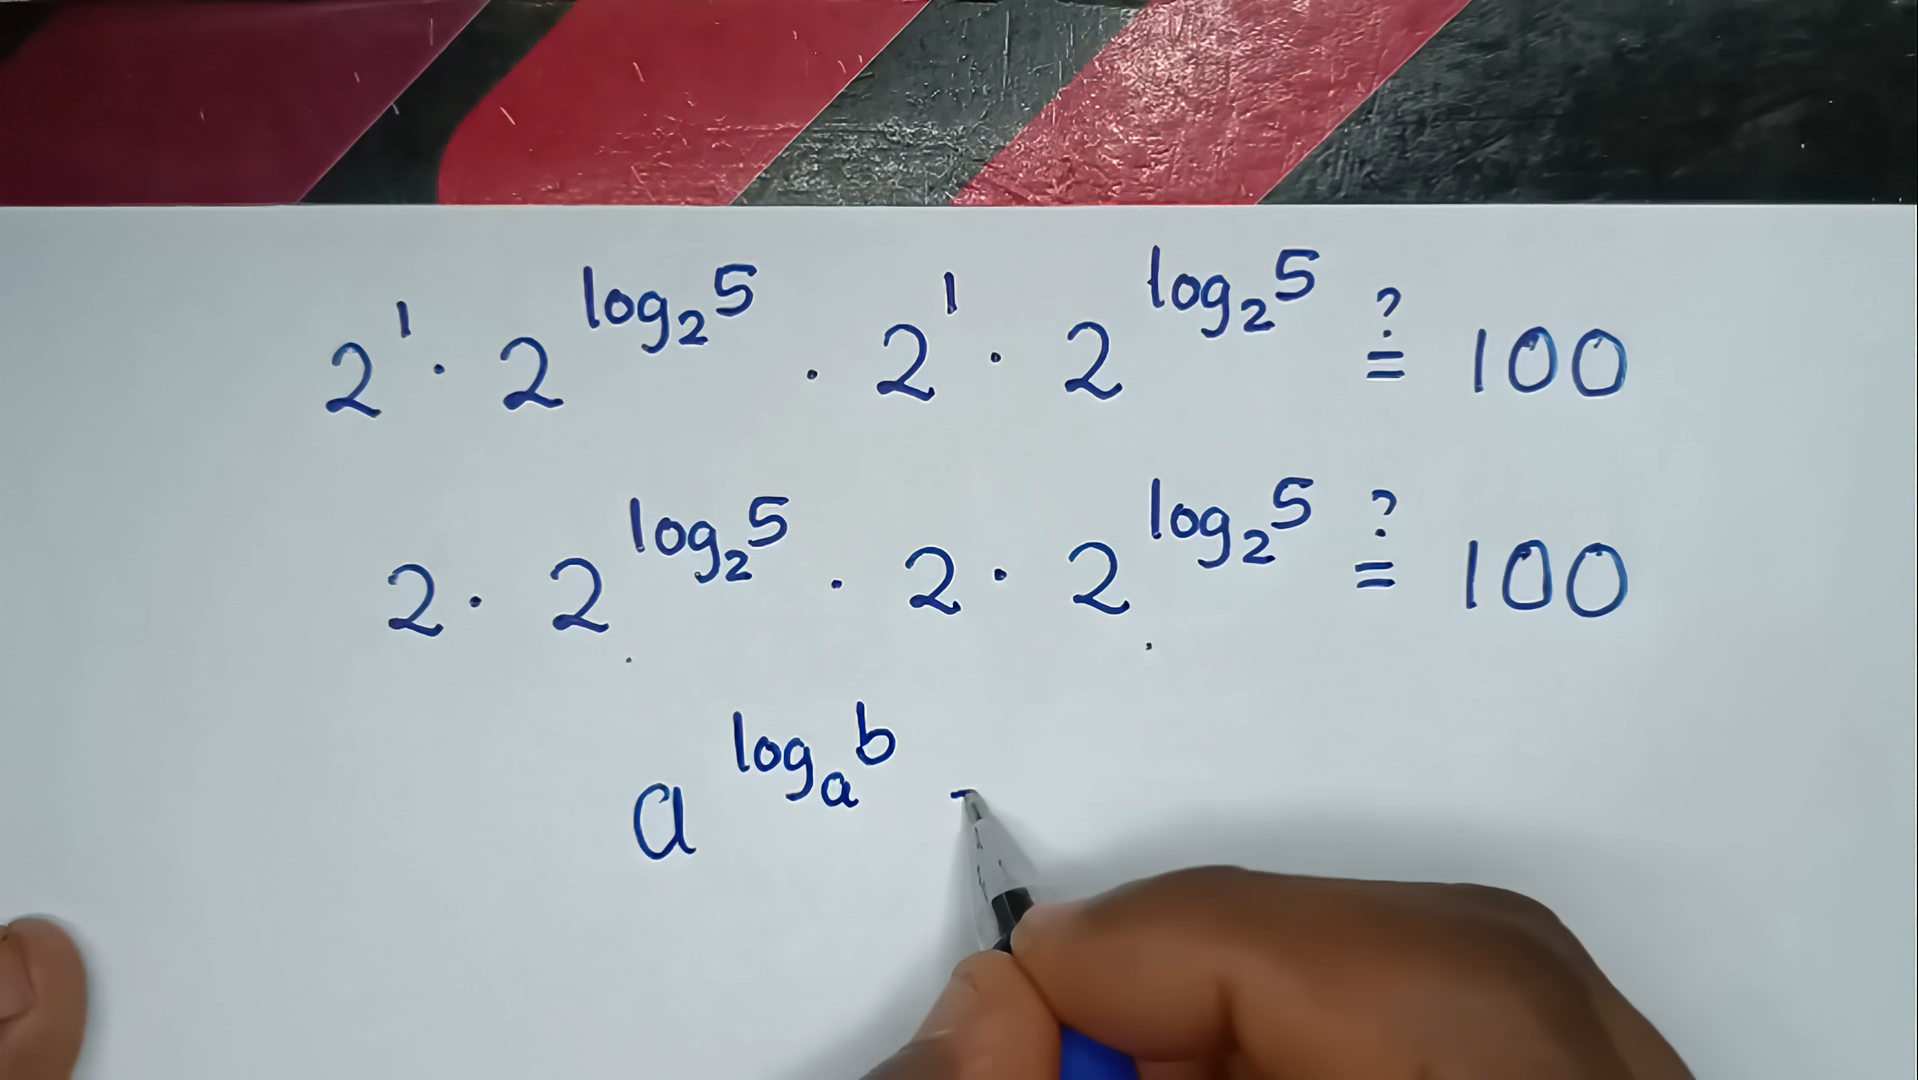 2¹ · 2^(log₂5) · 2¹ · 2^(log₂5) ≟ 100
2 · 2^(log₂5) · 2 · 2^(log₂5) ≟ 100
a^(logₐb) -